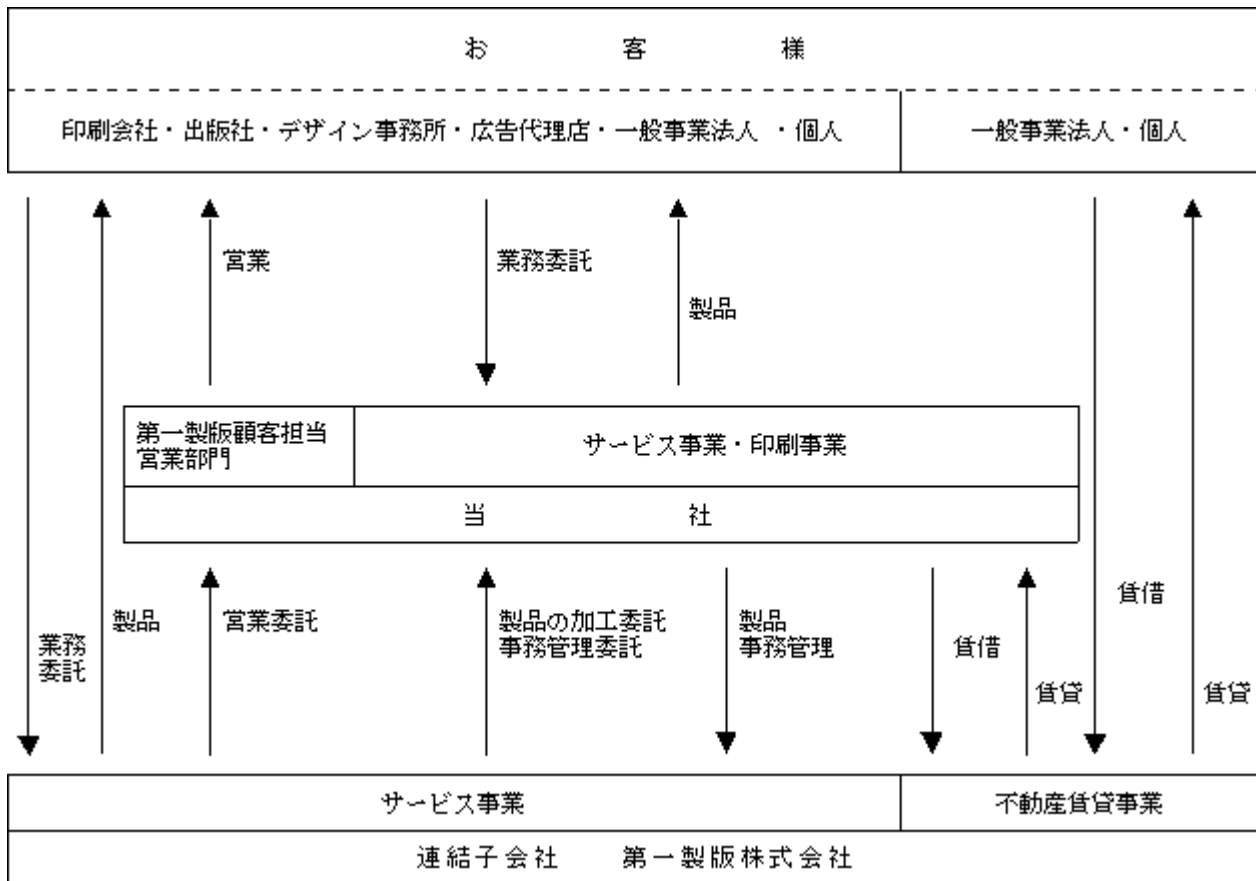 お客様
印刷会社・出版社・デザイン事務所・広告代理店・一般事業法人・個人
一般事業法人・個人
営業
業務委託
製品
第一製版顧客担当
営業部門
サービス事業・印刷事業
当社
業務
委託
製品
営業委託
製品の加工委託
事務管理委託
製品
事務管理
賃借
賃貸
賃借
賃貸
サービス事業
不動産賃貸事業
連結子会社 第一製版株式会社